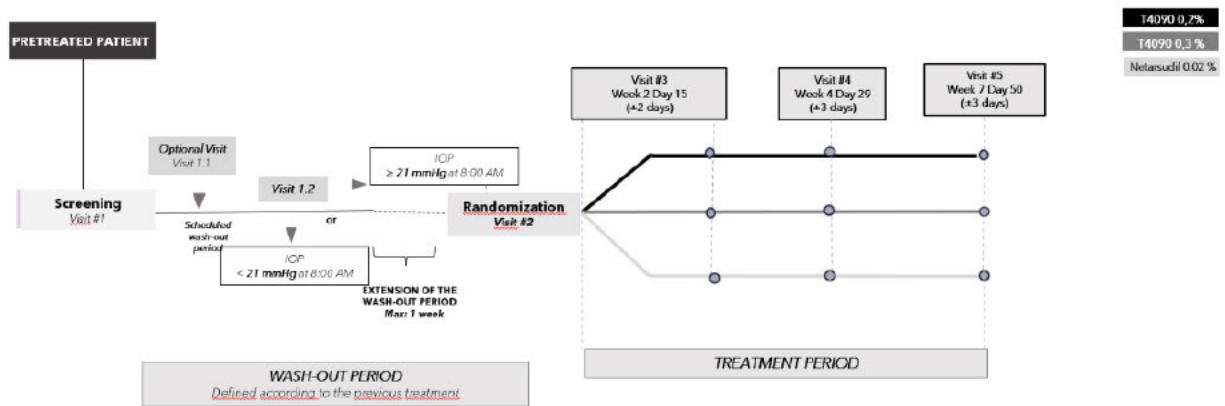 PRETREATED PATIENT
T4090 0,2%
T4090 0,3 %
Netarsudil 0.02 %
Visit #3
Week 2 Day 15
(±2 days)
Visit #4
Week 4 Day 29
(±3 days)
Visit #5
Week 7 Day 50
(±3 days)
Optional Visit
Visit 1.1
Visit 1.2
IOP
≥ 21 mmHg at 8:00 AM
Screening
Visit #1
Scheduled
wash-out
period
or
Randomization
Visit #2
IOP
< 21 mmHg at 8:00 AM
EXTENSION OF THE
WASH-OUT PERIOD
Max: 1 week
WASH-OUT PERIOD
Defined according to the previous treatment
TREATMENT PERIOD